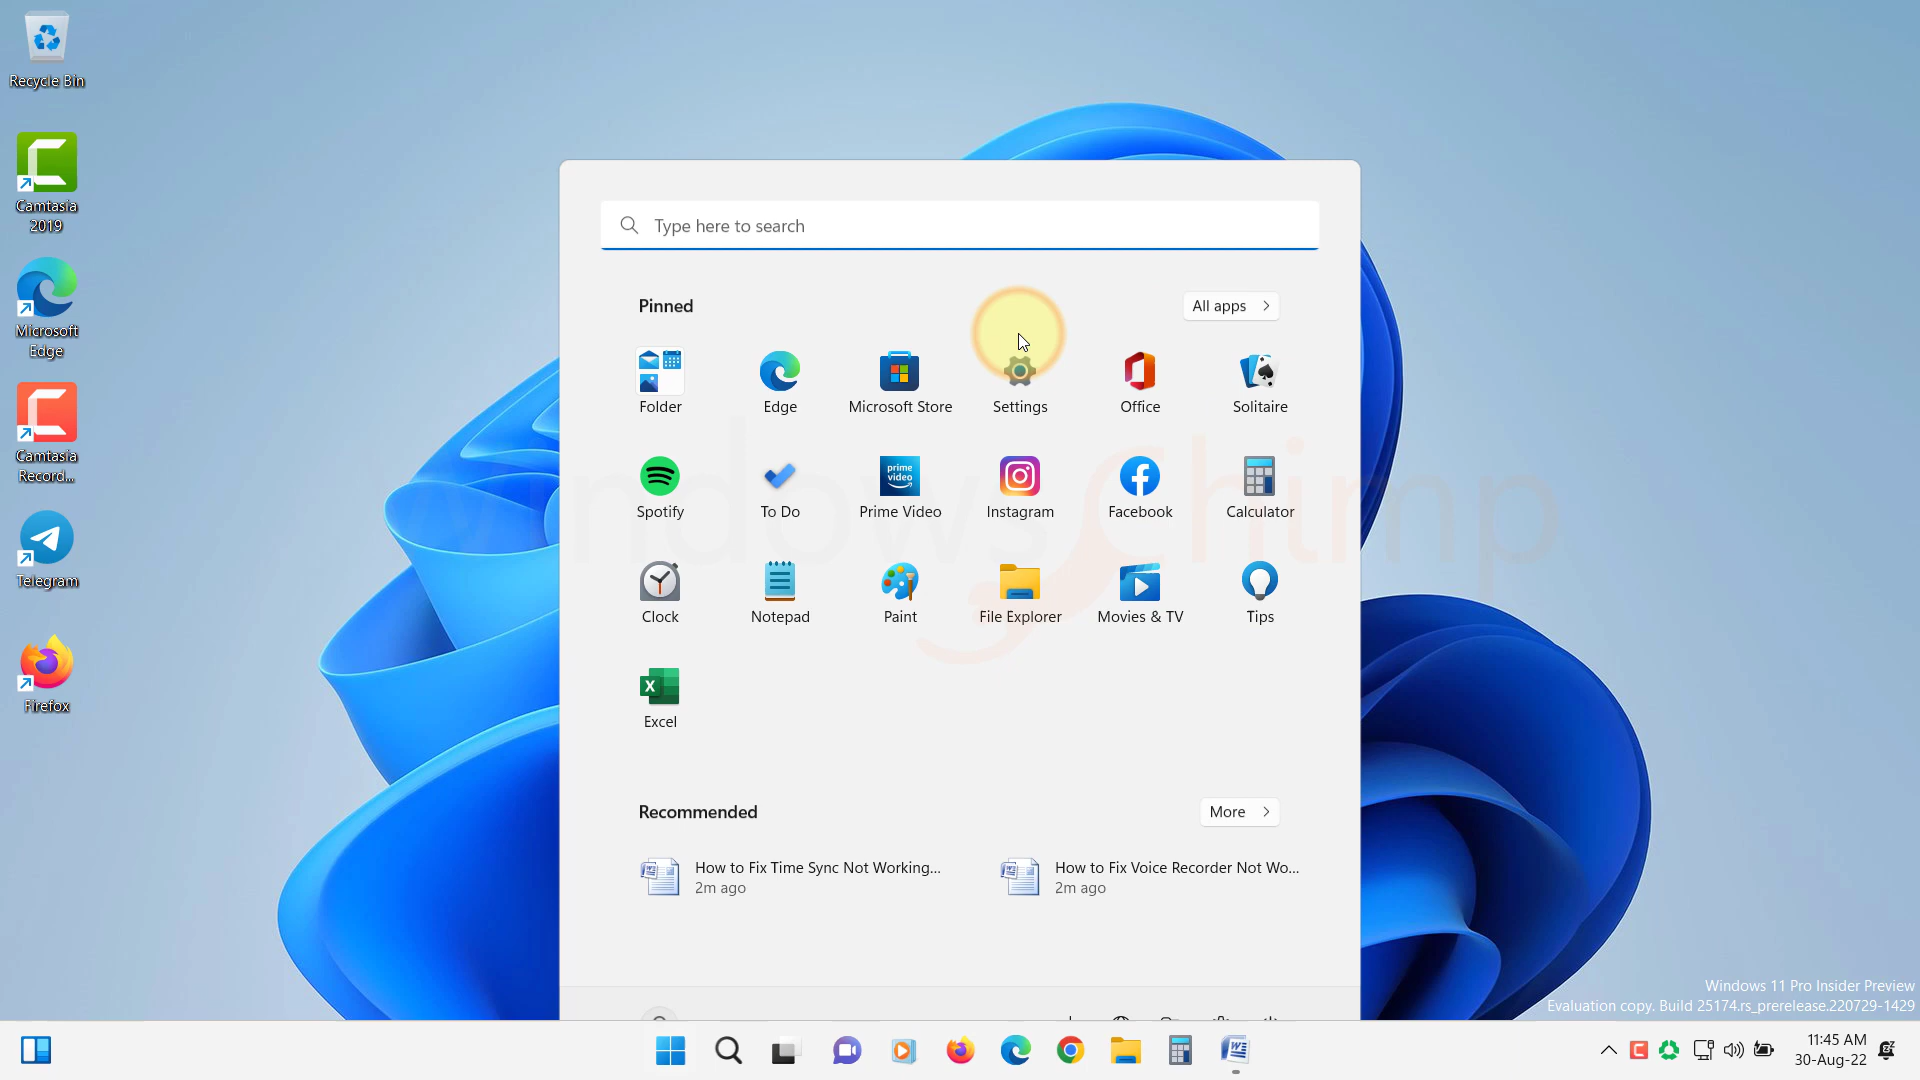 Recycle Bin
Camtasia
2019
Microsoft
Edge
Camtasia
Record...
Telegram
Firefox
Type here to search
Pinned
All apps
Folder
Edge
Microsoft Store
Settings
Office
Solitaire
prime
video
Spotify
To Do
Prime Video
Instagram
Facebook
Calculator
Clock
Notepad
Paint
File Explorer
Movies & TV
Tips
X
Excel
windows chimp
Recommended
More
How to Fix Time Sync Not Working...
2m ago
How to Fix Voice Recorder Not Wo...
2m ago
Windows 11 Pro Insider Preview
Evaluation copy. Build 25174.rs_prerelease.220729-1429
11:45 AM
30-Aug-22